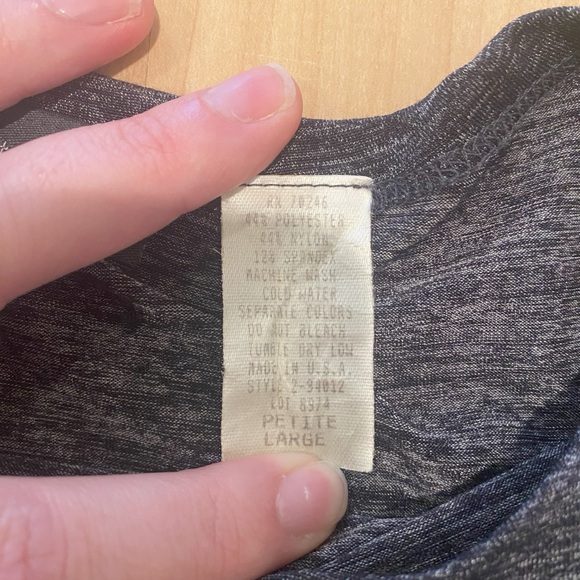 RN 70246
44% POLYESTER
44% NYLON
12% SPANDEX
MACHINE WASH
COLD WATER
SEPARATE COLORS
DO NOT BLEACH
TUMBLE DRY LOW
MADE IN U.S.A.
STYLE 2-94012
LOT 8974
PETITE
LARGE